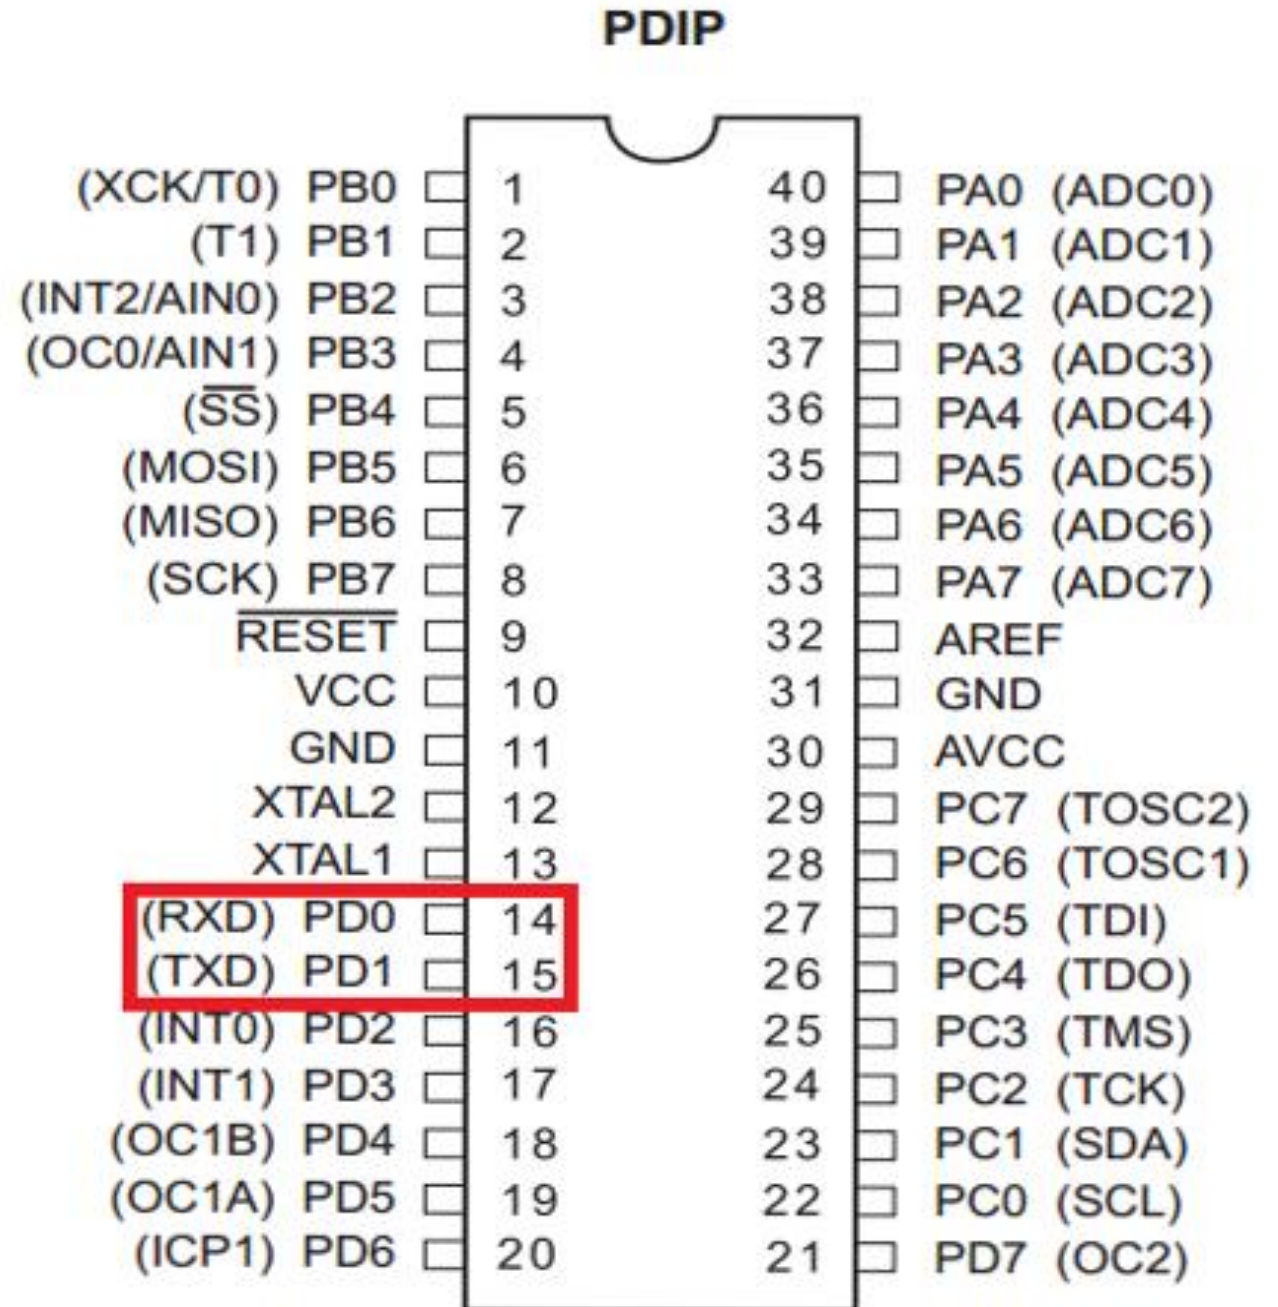 PDIP
(XCK/T0) PB0 1 40 PA0 (ADC0)
(T1) PB1 2 39 PA1 (ADC1)
(INT2/AIN0) PB2 3 38 PA2 (ADC2)
(OC0/AIN1) PB3 4 37 PA3 (ADC3)
(S̅S̅) PB4 5 36 PA4 (ADC4)
(MOSI) PB5 6 35 PA5 (ADC5)
(MISO) PB6 7 34 PA6 (ADC6)
(SCK) PB7 8 33 PA7 (ADC7)
R̅E̅S̅E̅T̅ 9 32 AREF
VCC 10 31 GND
GND 11 30 AVCC
XTAL2 12 29 PC7 (TOSC2)
XTAL1 13 28 PC6 (TOSC1)
(RXD) PD0 14 27 PC5 (TDI)
(TXD) PD1 15 26 PC4 (TDO)
(INT0) PD2 16 25 PC3 (TMS)
(INT1) PD3 17 24 PC2 (TCK)
(OC1B) PD4 18 23 PC1 (SDA)
(OC1A) PD5 19 22 PC0 (SCL)
(ICP1) PD6 20 21 PD7 (OC2)